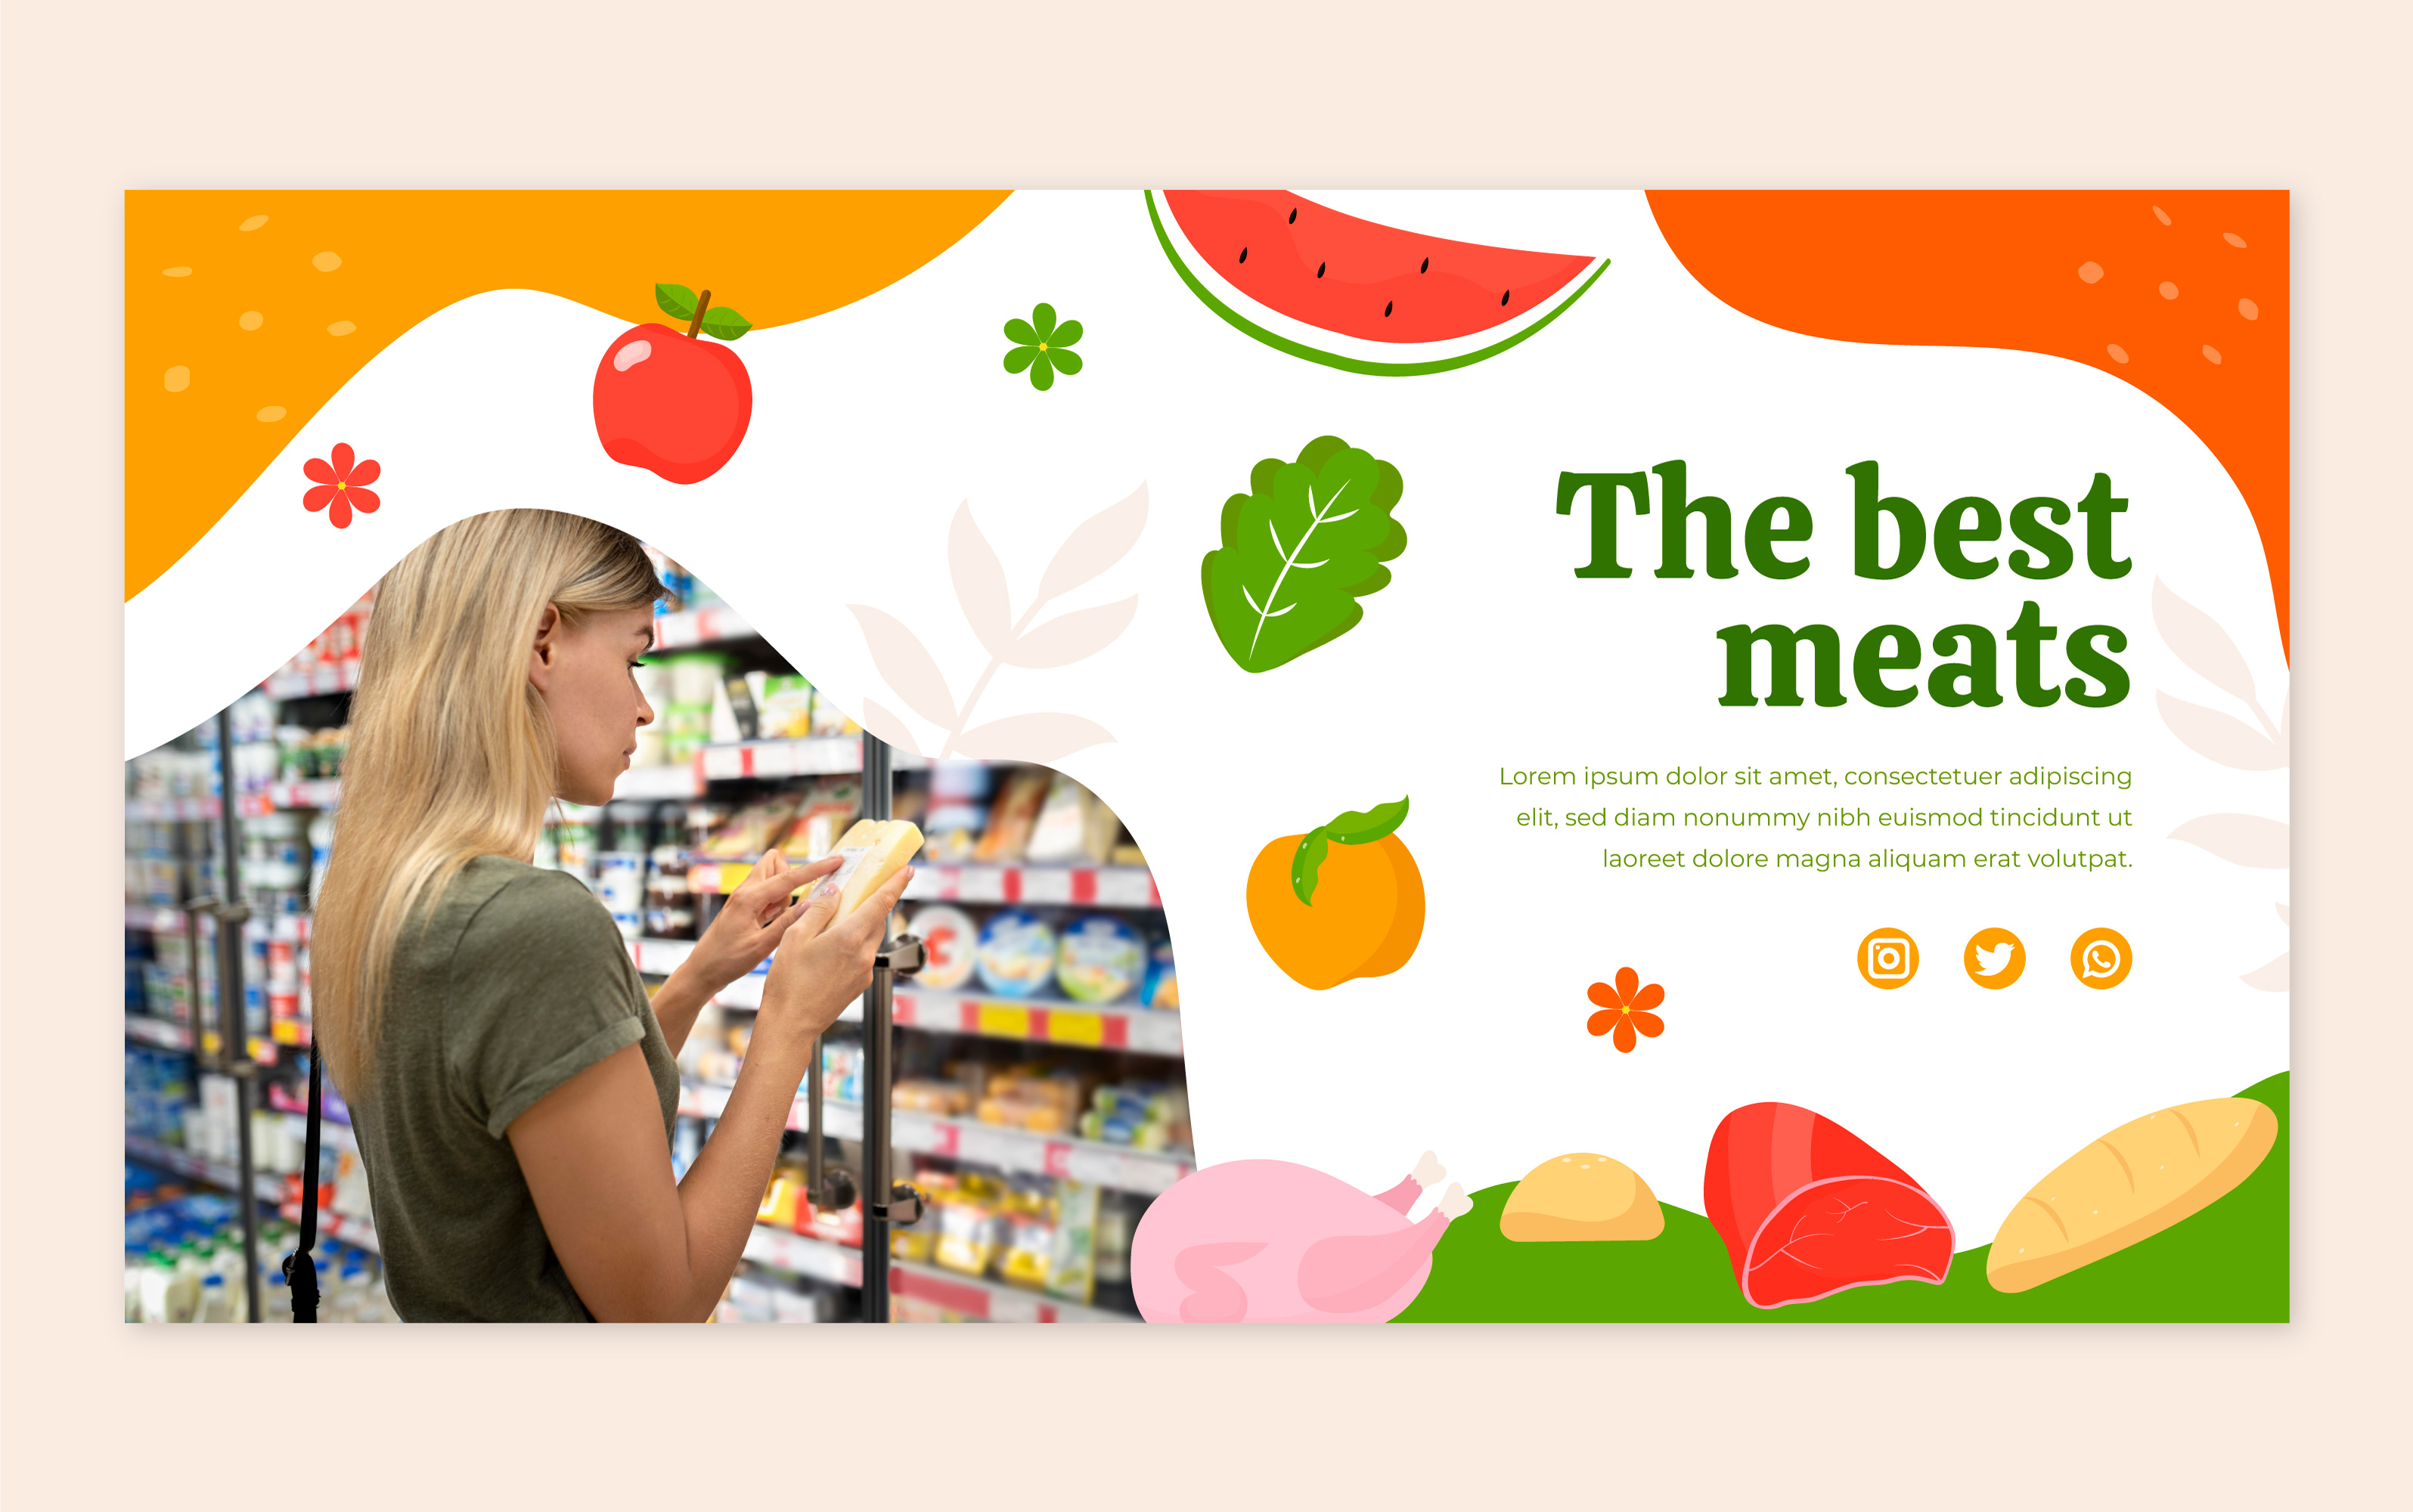 The best
meats
Lorem ipsum dolor sit amet, consectetuer adipiscing
elit, sed diam nonummy nibh euismod tincidunt ut
laoreet dolore magna aliquam erat volutpat.